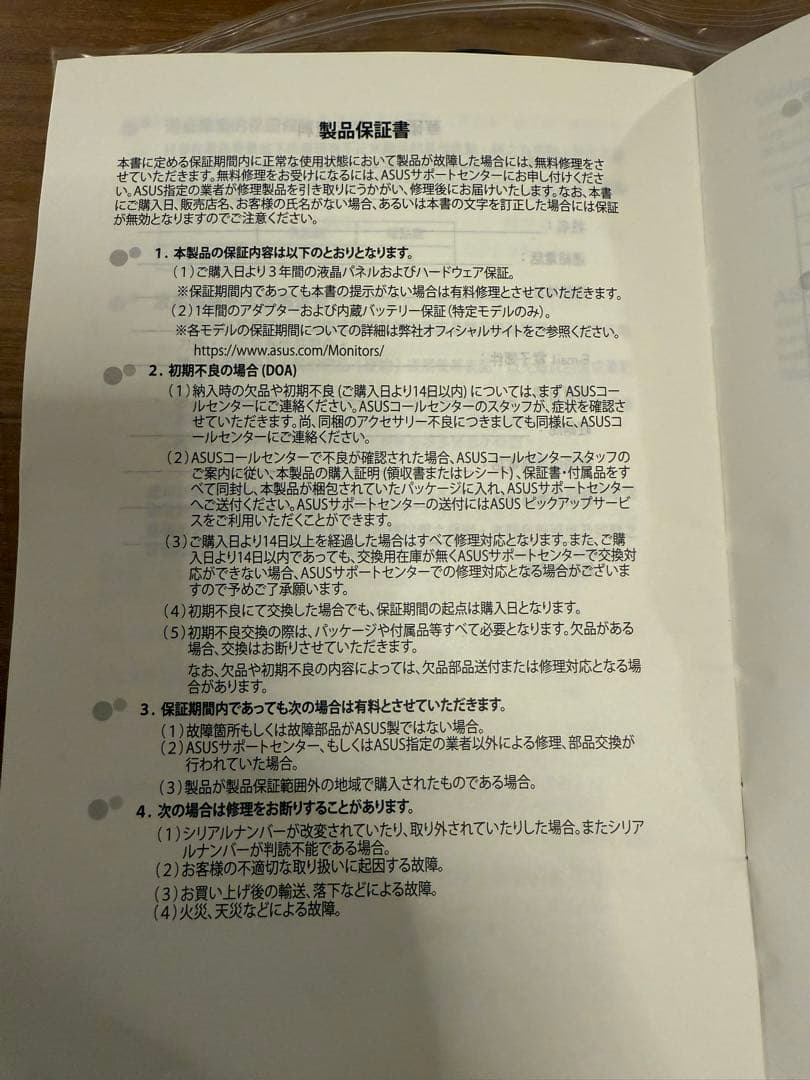 製品保証書
本書に定める保証期間内に正常な使用状態において製品が故障した場合には、無料修理をさ
せていただきます。無料修理をお受けになるには、ASUSサポートセンターにお申し付けくださ
い。ASUS指定の業者が修理製品を引き取りにうかがい、修理後にお届けいたします。なお、本書
にご購入日、販売店名、お客様の氏名がない場合、あるいは本書の文字を訂正した場合には保証
が無効となりますのでご注意ください。
1. 本製品の保証内容は以下のとおりとなります。
(1)ご購入日より3年間の液晶パネルおよびハードウェア保証。
※保証期間内であっても本書の提示がない場合は有料修理とさせていただきます。
(2)1年間のアダプターおよび内蔵バッテリー保証(特定モデルのみ)。
※各モデルの保証期間についての詳細は弊社オフィシャルサイトをご参照ください。
https://www.asus.com/Monitors/
2. 初期不良の場合 (DOA)
(1)納入時の欠品や初期不良 (ご購入日より14日以内) については、まず ASUSコー
ルセンターにご連絡ください。ASUSコールセンターのスタッフが、症状を確認さ
せていただきます。尚、同梱のアクセサリー不良につきましても同様に、ASUSコ
ールセンターにご連絡ください。
(2)ASUSコールセンターで不良が確認された場合、ASUSコールセンタースタッフの
ご案内に従い、本製品の購入証明 (領収書またはレシート)、保証書・付属品をす
べて同封し、本製品が梱包されていたパッケージに入れ、ASUSサポートセンター
へご送付ください。ASUSサポートセンターの送付にはASUS ピックアップサービ
スをご利用いただくことができます。
(3)ご購入日より14日以上を経過した場合はすべて修理対応となります。また、ご購
入日より14日以内であっても、交換用在庫が無くASUSサポートセンターで交換対
応ができない場合、ASUSサポートセンターでの修理対応となる場合がございま
すので予めご了承願います。
(4)初期不良にて交換した場合でも、保証期間の起点は購入日となります。
(5)初期不良交換の際は、パッケージや付属品等すべて必要となります。欠品がある
場合、交換はお断りさせていただきます。
なお、欠品や初期不良の内容によっては、欠品部品送付または修理対応となる場
合があります。
3. 保証期間内であっても次の場合は有料とさせていただきます。
(1)故障箇所もしくは故障部品がASUS製ではない場合。
(2)ASUSサポートセンター、もしくはASUS指定の業者以外による修理、部品交換が
行われていた場合。
(3)製品が製品保証範囲外の地域で購入されたものである場合。
4. 次の場合は修理をお断りすることがあります。
(1)シリアルナンバーが改変されていたり、取り外されていたりした場合。またシリア
ルナンバーが判読不能である場合。
(2)お客様の不適切な取り扱いに起因する故障。
(3)お買い上げ後の輸送、落下などによる故障。
(4)火災、天災などによる故障。